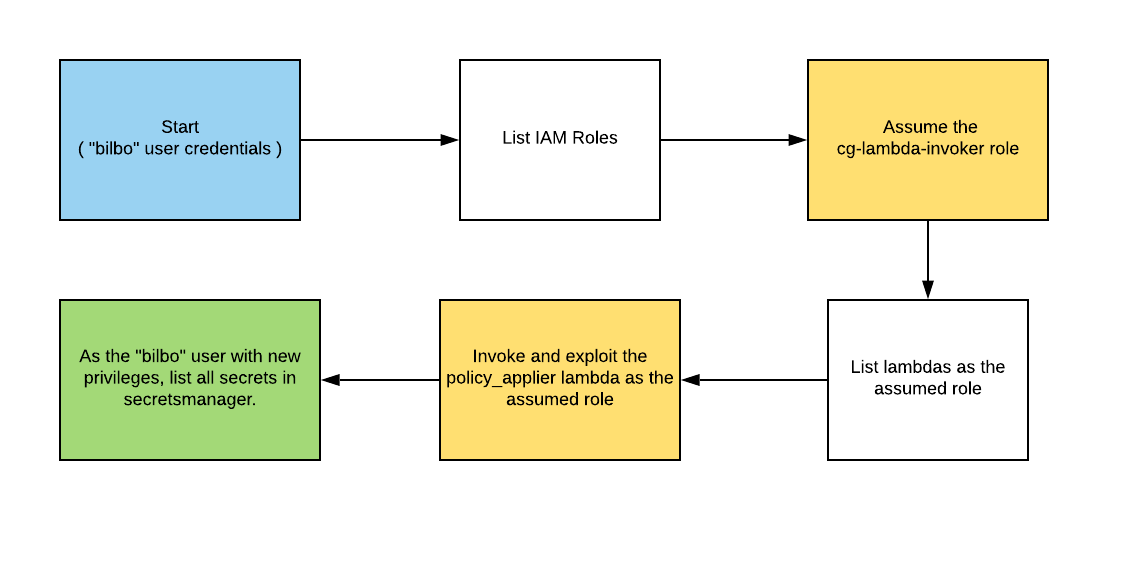 Start
( "bilbo" user credentials )
List IAM Roles
Assume the
cg-lambda-invoker role
List lambdas as the
assumed role
Invoke and exploit the
policy_applier lambda as the
assumed role
As the "bilbo" user with new
privileges, list all secrets in
secretsmanager.